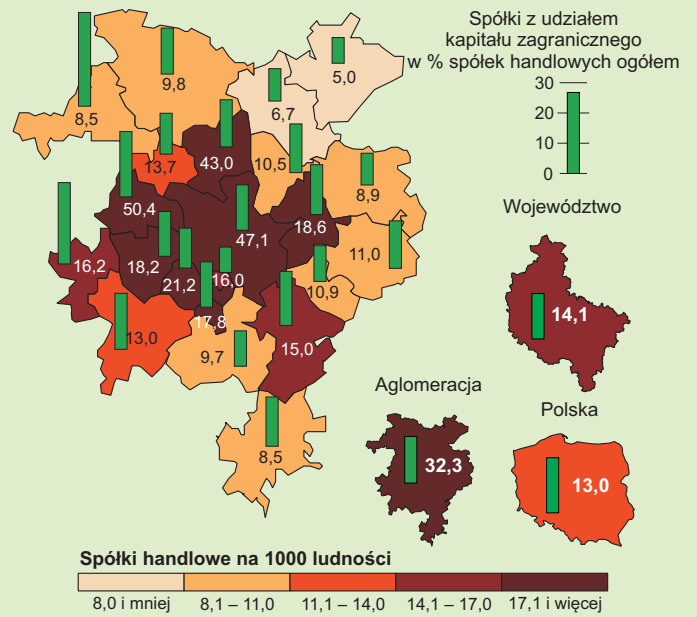 Spółki z udziałem
kapitału zagranicznego
w % spółek handlowych ogółem
30
20
10
0
5,0
9,8
6,7
8,5
43,0
10,5
13,7
8,9
50,4
18,6
47,1
11,0
16,2
18,2
21,2
16,0
10,9
17,8
13,0
9,7
15,0
8,5
Województwo
14,1
Aglomeracja
32,3
Polska
13,0
Spółki handlowe na 1000 ludności
8,0 i mniej
8,1 – 11,0
11,1 – 14,0
14,1 – 17,0
17,1 i więcej